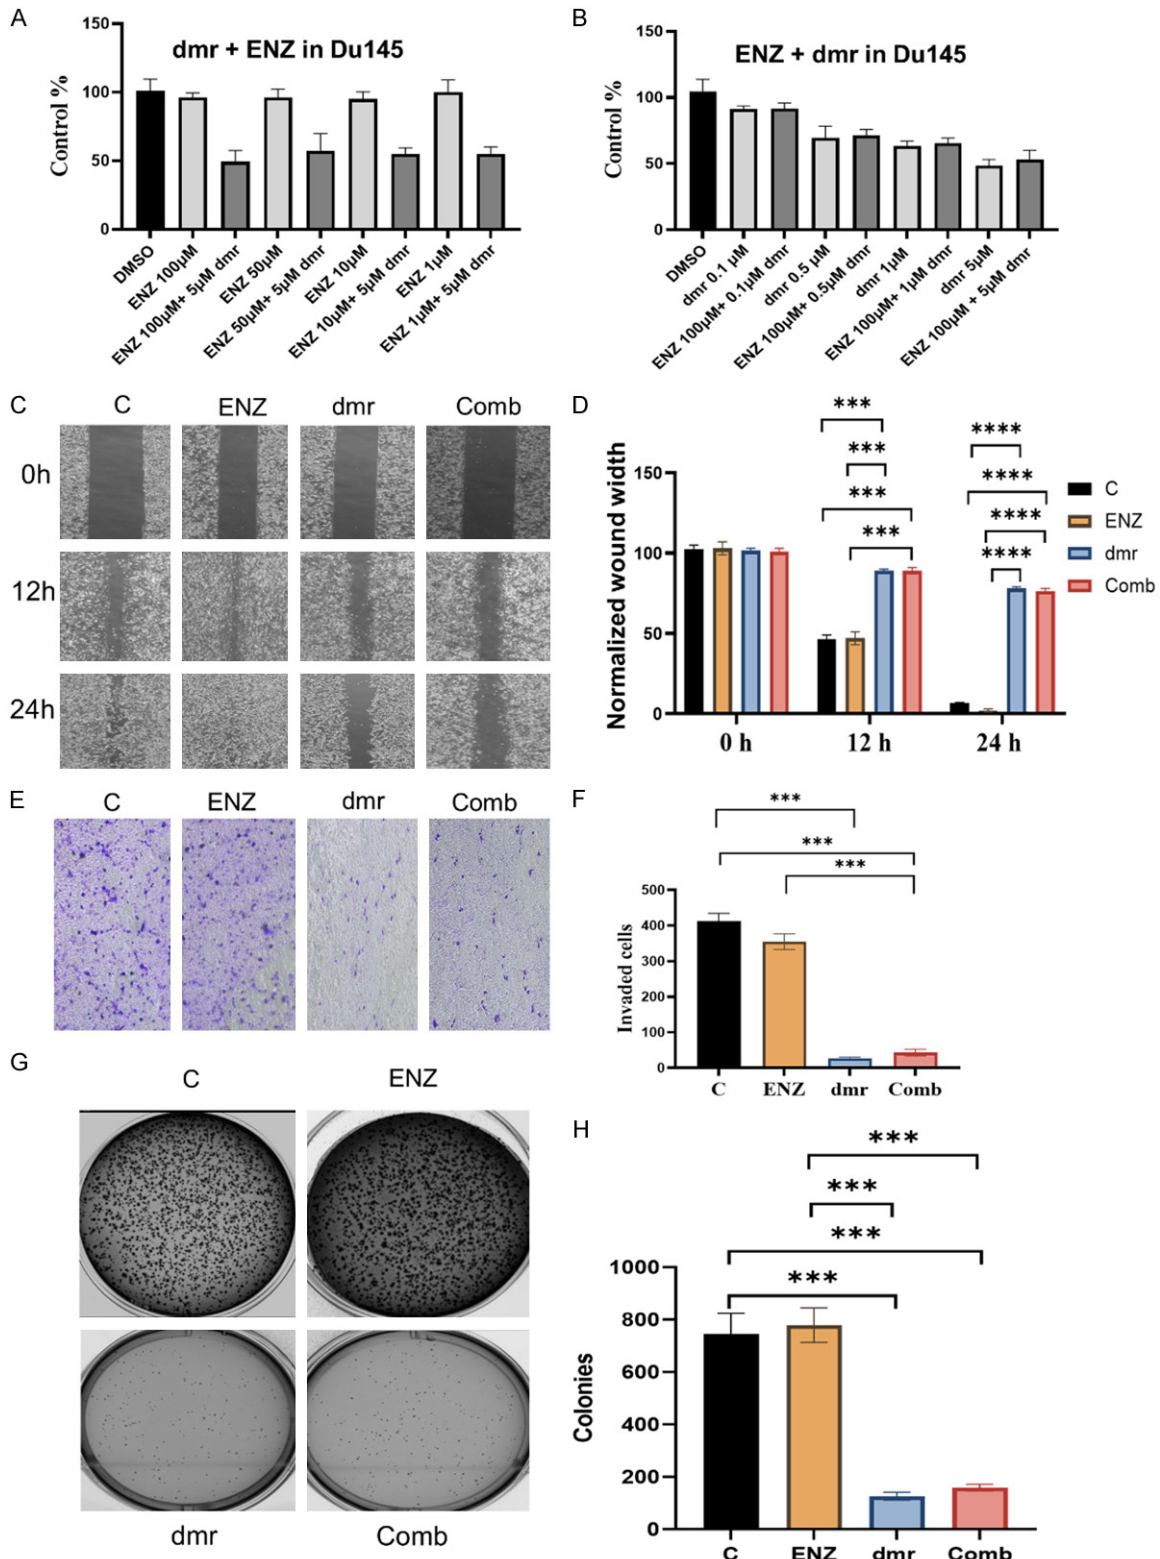 A
dmr + ENZ in Du145
Control %
150
100
50
0
DMSO
ENZ 100µM
ENZ 100µM+ 5µM dmr
ENZ 50µM
ENZ 50µM+ 5µM dmr
ENZ 10µM
ENZ 10µM+ 5µM dmr
ENZ 1µM
ENZ 1µM+ 5µM dmr
B
ENZ + dmr in Du145
Control %
150
100
50
0
DMSO
dmr 0.1 µM
ENZ 100µM+ 0.1µM dmr
dmr 0.5 µM
ENZ 100µM+ 0.5µM dmr
dmr 1µM
ENZ 100µM+ 1µM dmr
dmr 5µM
ENZ 100µM + 5µM dmr
C
C ENZ dmr Comb
0h
12h
24h
D
Normalized wound width
150
100
50
0
*** ****
*** ****
*** ****
*** ****
0 h 12 h 24 h
C
ENZ
dmr
Comb
E
C ENZ dmr Comb
F
***
***
***
Invaded cells
500
400
300
200
100
0
C ENZ dmr Comb
G
C ENZ
dmr Comb
H
***
***
***
***
Colonies
1000
800
600
400
200
0
C ENZ dmr Comb